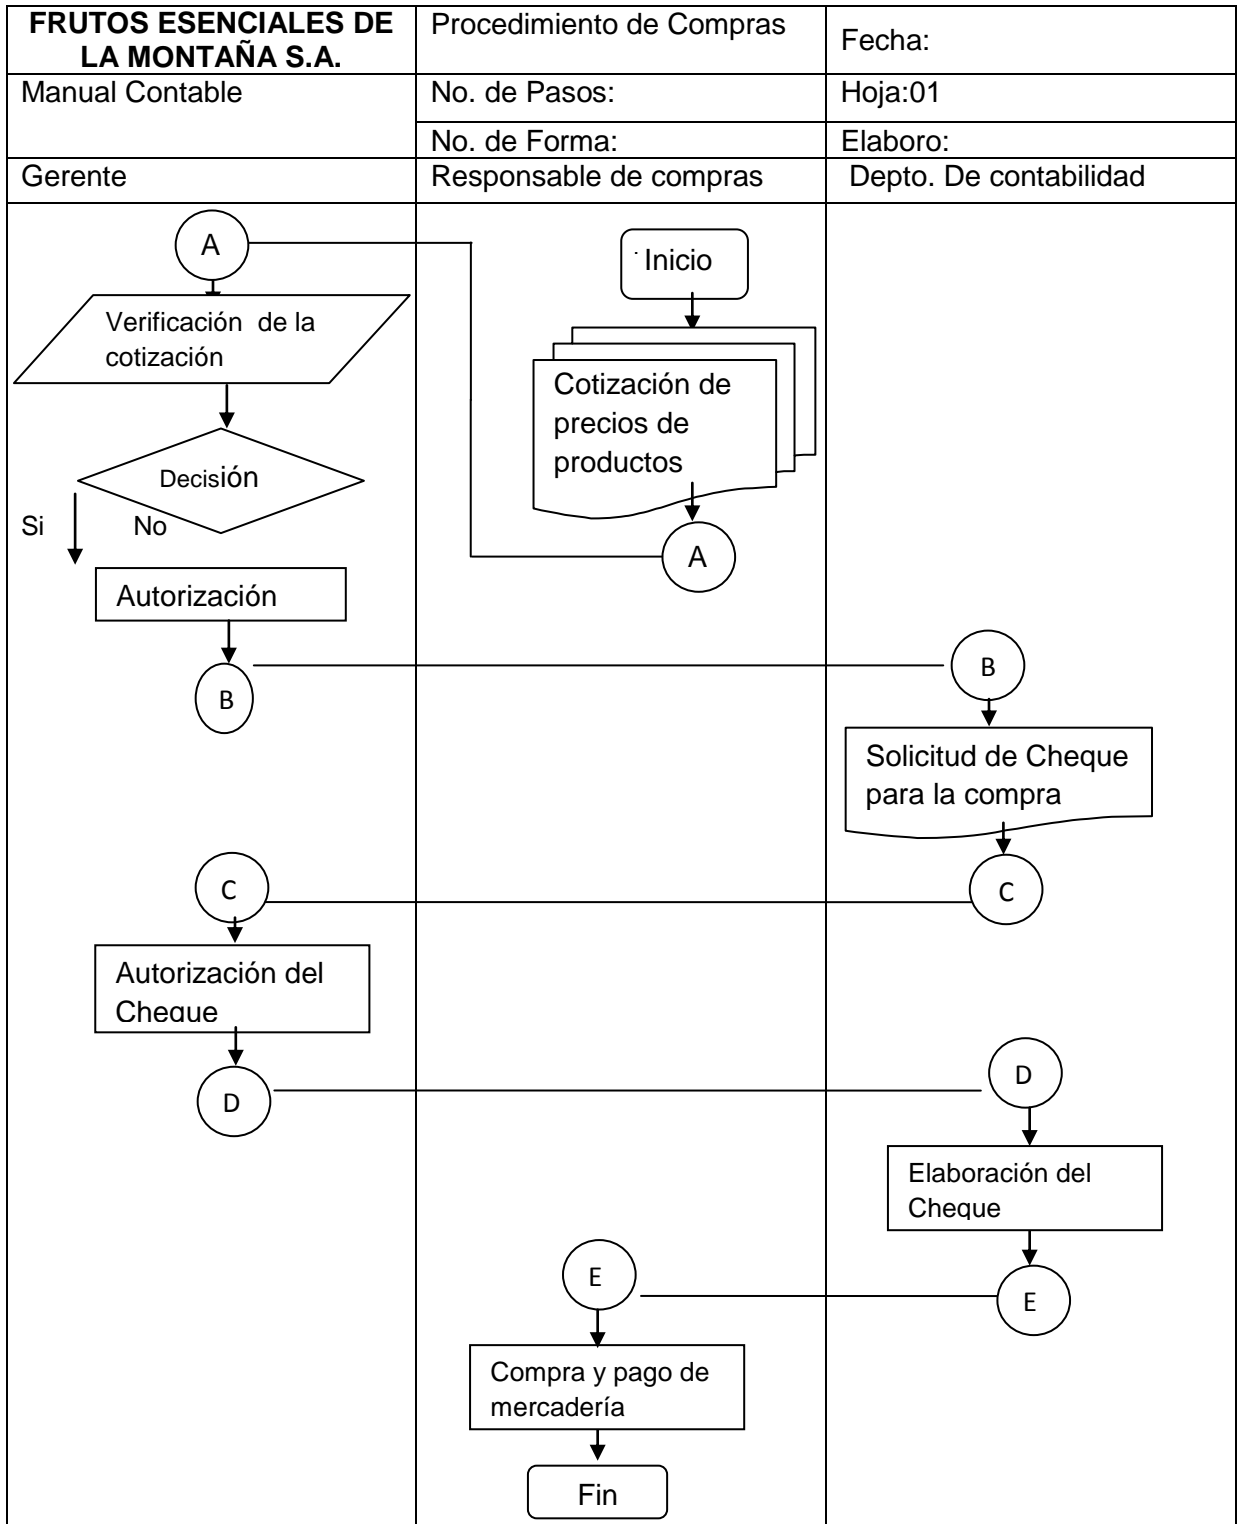 FRUTOS ESENCIALES DE
LA MONTAÑA S.A.
Procedimiento de Compras
Fecha:
Manual Contable
No. de Pasos:
Hoja:01
No. de Forma:
Elaboro:
Gerente
Responsable de compras
Depto. De contabilidad
A
Inicio
Verificación de la
cotización
Cotización de
precios de
productos
Decisión
Si
No
A
Autorización
B
B
Solicitud de Cheque
para la compra
C
C
Autorización del
Cheque
D
D
Elaboración del
Cheque
E
E
Compra y pago de
mercadería
Fin